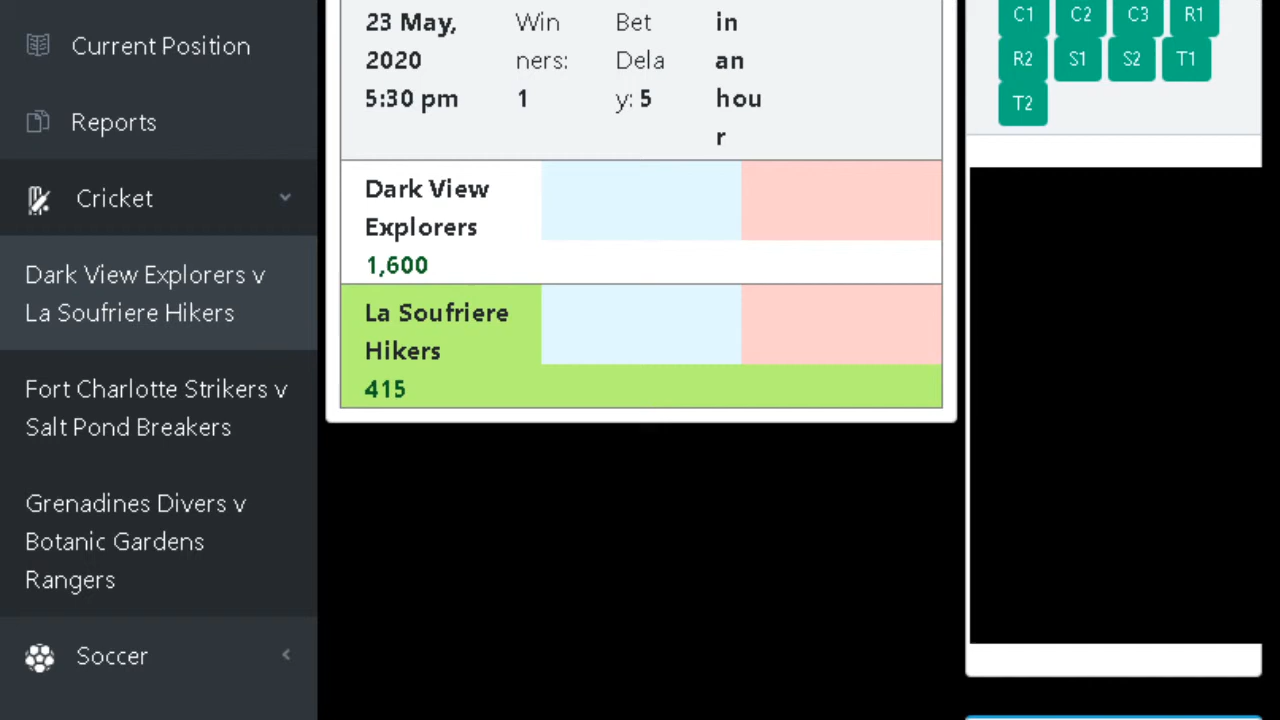 Current Position
Reports
Cricket
Dark View Explorers v
La Soufriere Hikers
Fort Charlotte Strikers v
Salt Pond Breakers
Grenadines Divers v
Botanic Gardens
Rangers
Soccer
23 May,
2020
5:30 pm
Win
ners:
1
Bet
Dela
y: 5
in
an
hou
r
Dark View
Explorers
1,600
La Soufriere
Hikers
415
C1 C2 C3 R1
R2 S1 S2 T1
T2